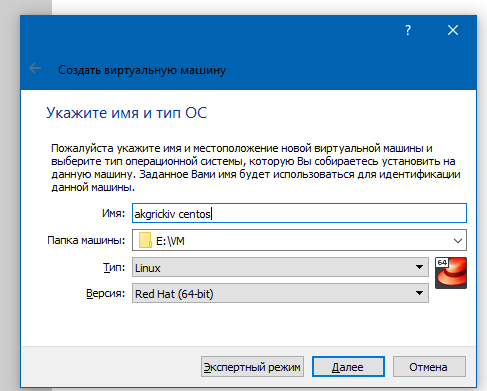 ?
Создать виртуальную машину
Укажите имя и тип ОС
Пожалуйста укажите имя и местоположение новой виртуальной машины и
выберите тип операционной системы, которую Вы собираетесь установить на
данную машину. Заданное Вами имя будет использоваться для идентификации
данной машины.
Имя: akgrickiv centos
Папка машины: E:\VM
Тип: Linux 64
Версия: Red Hat (64-bit)
Экспертный режим Далее Отмена